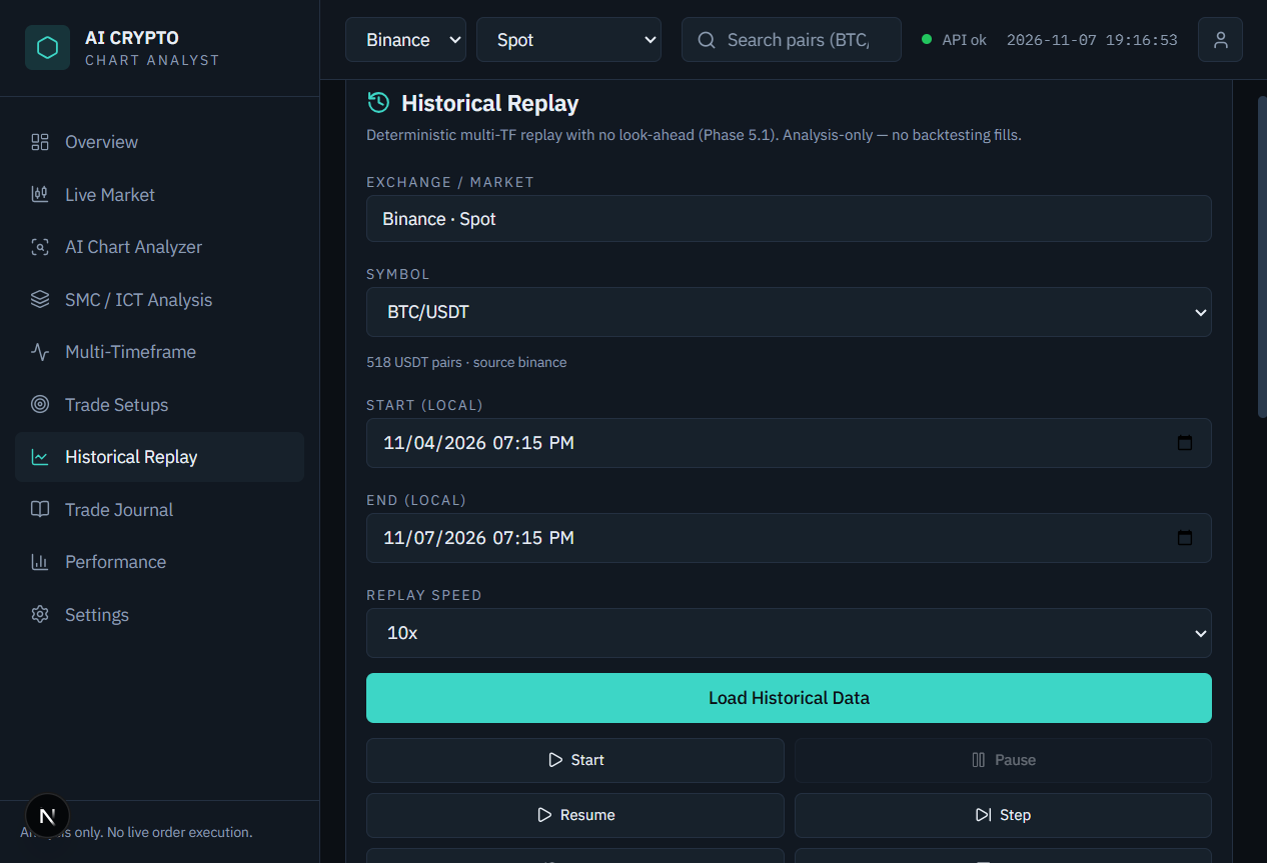 AI CRYPTO
CHART ANALYST
Overview
Live Market
AI Chart Analyzer
SMC / ICT Analysis
Multi-Timeframe
Trade Setups
Historical Replay
Trade Journal
Performance
Settings
N
only. No live order execution.
Binance
Spot
Search pairs (BTC,
API ok
2026-11-07 19:16:53
Historical Replay
Deterministic multi-TF replay with no look-ahead (Phase 5.1). Analysis-only — no backtesting fills.
EXCHANGE / MARKET
Binance · Spot
SYMBOL
BTC/USDT
518 USDT pairs · source binance
START (LOCAL)
11/04/2026 07:15 PM
END (LOCAL)
11/07/2026 07:15 PM
REPLAY SPEED
10x
Load Historical Data
Start
Pause
Resume
Step